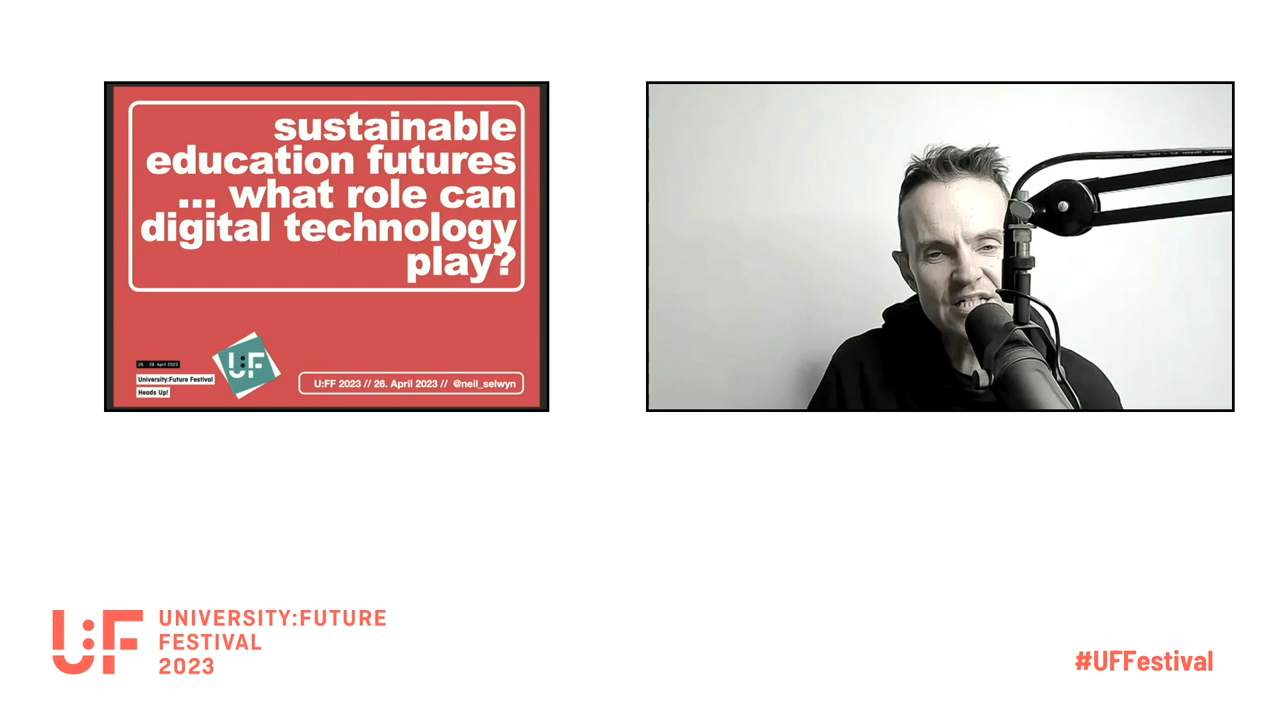 sustainable
education futures
... what role can
digital technology
play?
26. - 28. April 2023
University:Future Festival
Heads Up!
U:F
U:FF 2023 // 26. April 2023 // @neil_selwyn
U:F
UNIVERSITY:FUTURE
FESTIVAL
2023
#UFFestival